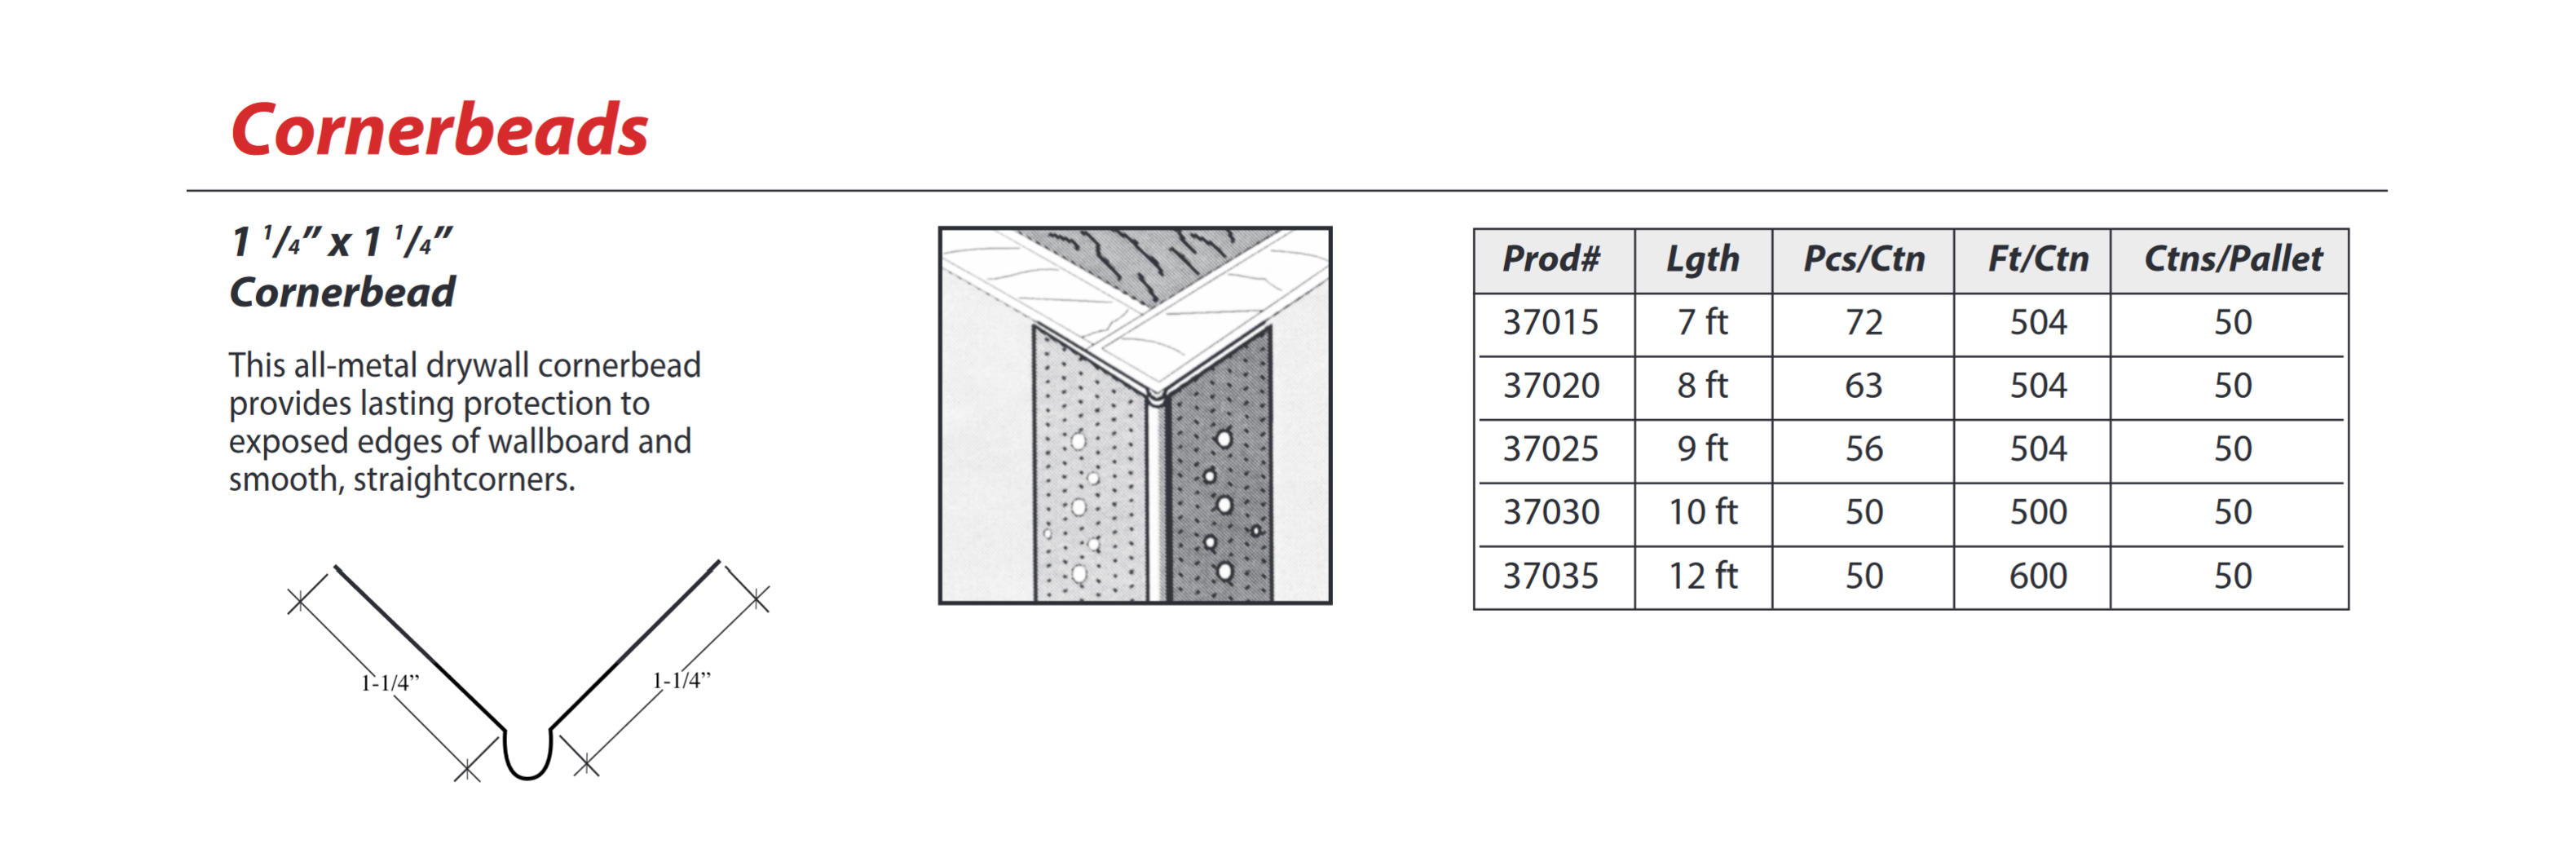 Cornerbeads
1 1/4” x 1 1/4”
Cornerbead
This all-metal drywall cornerbead
provides lasting protection to
exposed edges of wallboard and
smooth, straightcorners.
1-1/4” 1-1/4”
Prod# Lgth Pcs/Ctn Ft/Ctn Ctns/Pallet
37015 7 ft 72 504 50
37020 8 ft 63 504 50
37025 9 ft 56 504 50
37030 10 ft 50 500 50
37035 12 ft 50 600 50